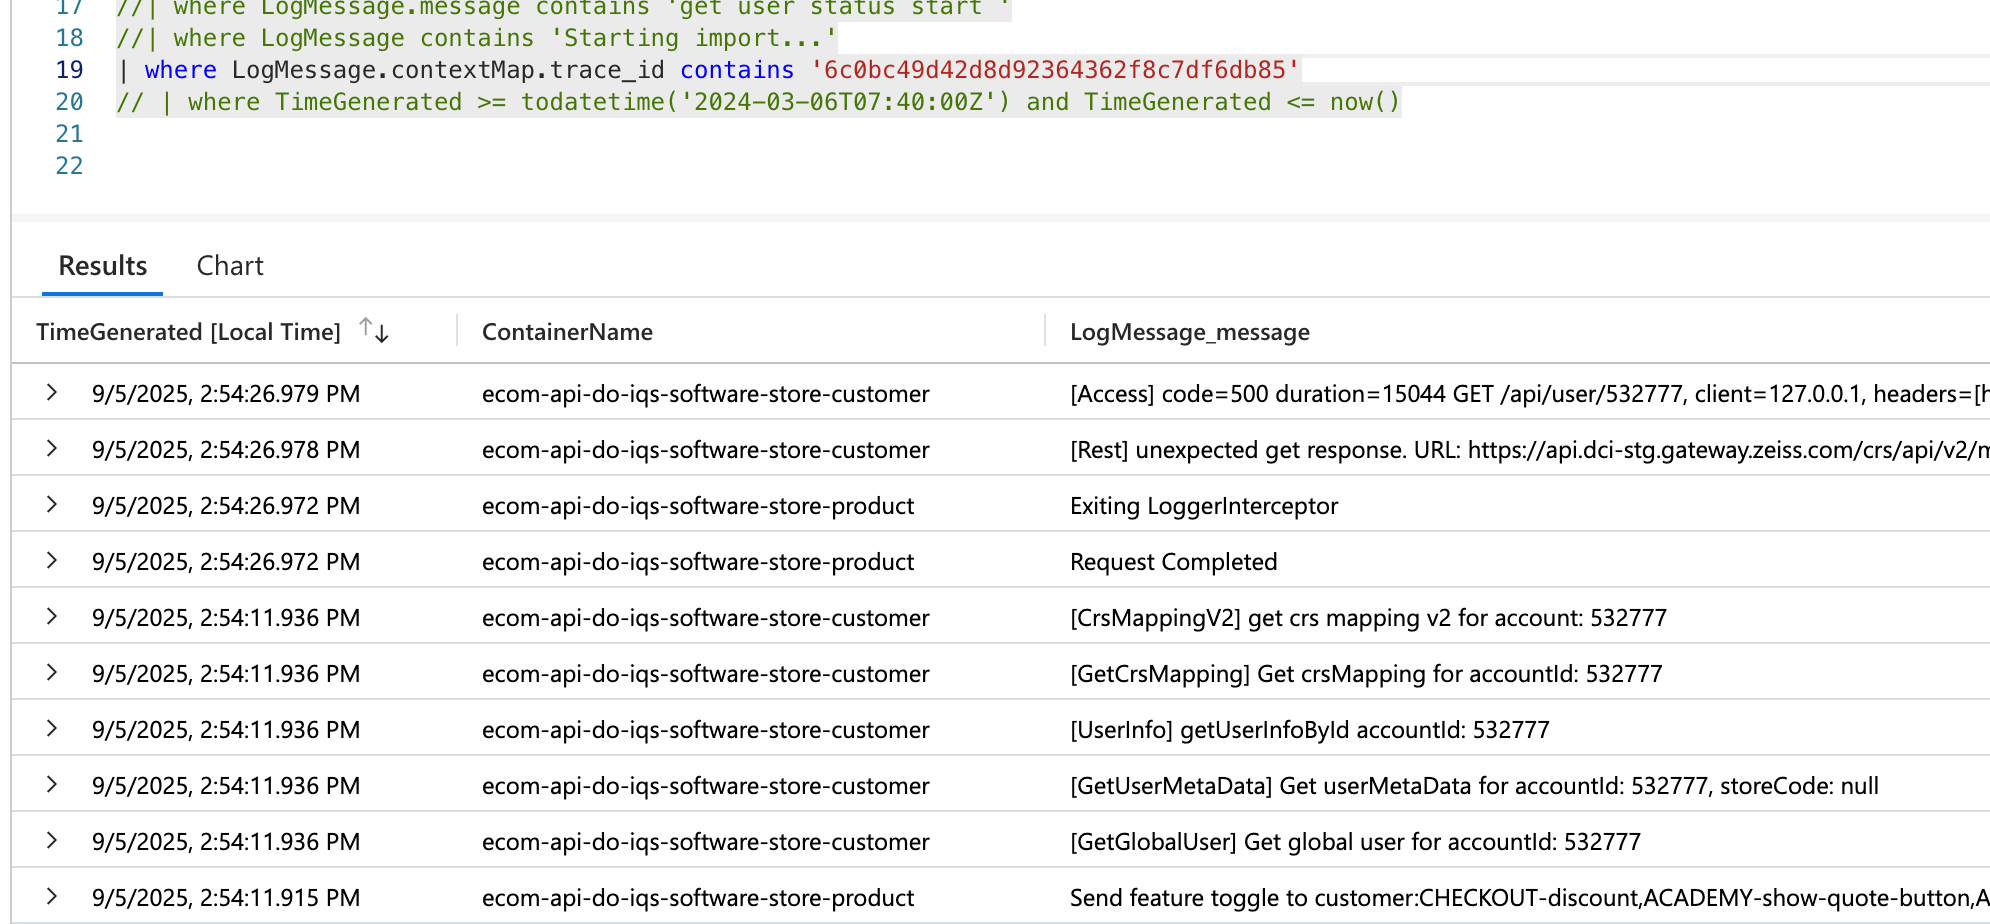 17 //| where LogMessage.message contains 'get user status start '
18 //| where LogMessage contains 'Starting import...'
19 | where LogMessage.contextMap.trace_id contains '6c0bc49d42d8d92364362f8c7df6db85'
20 // | where TimeGenerated >= todatetime('2024-03-06T07:40:00Z') and TimeGenerated <= now()
21
22
Results Chart
TimeGenerated [Local Time] ↑↓ ContainerName LogMessage_message
9/5/2025, 2:54:26.979 PM ecom-api-do-iqs-software-store-customer [Access] code=500 duration=15044 GET /api/user/532777, client=127.0.0.1, headers=[h
9/5/2025, 2:54:26.978 PM ecom-api-do-iqs-software-store-customer [Rest] unexpected get response. URL: https://api.dci-stg.gateway.zeiss.com/crs/api/v2/m
9/5/2025, 2:54:26.972 PM ecom-api-do-iqs-software-store-product Exiting LoggerInterceptor
9/5/2025, 2:54:26.972 PM ecom-api-do-iqs-software-store-product Request Completed
9/5/2025, 2:54:11.936 PM ecom-api-do-iqs-software-store-customer [CrsMappingV2] get crs mapping v2 for account: 532777
9/5/2025, 2:54:11.936 PM ecom-api-do-iqs-software-store-customer [GetCrsMapping] Get crsMapping for accountId: 532777
9/5/2025, 2:54:11.936 PM ecom-api-do-iqs-software-store-customer [UserInfo] getUserInfoById accountId: 532777
9/5/2025, 2:54:11.936 PM ecom-api-do-iqs-software-store-customer [GetUserMetaData] Get userMetaData for accountId: 532777, storeCode: null
9/5/2025, 2:54:11.936 PM ecom-api-do-iqs-software-store-customer [GetGlobalUser] Get global user for accountId: 532777
9/5/2025, 2:54:11.915 PM ecom-api-do-iqs-software-store-product Send feature toggle to customer:CHECKOUT-discount,ACADEMY-show-quote-button,A